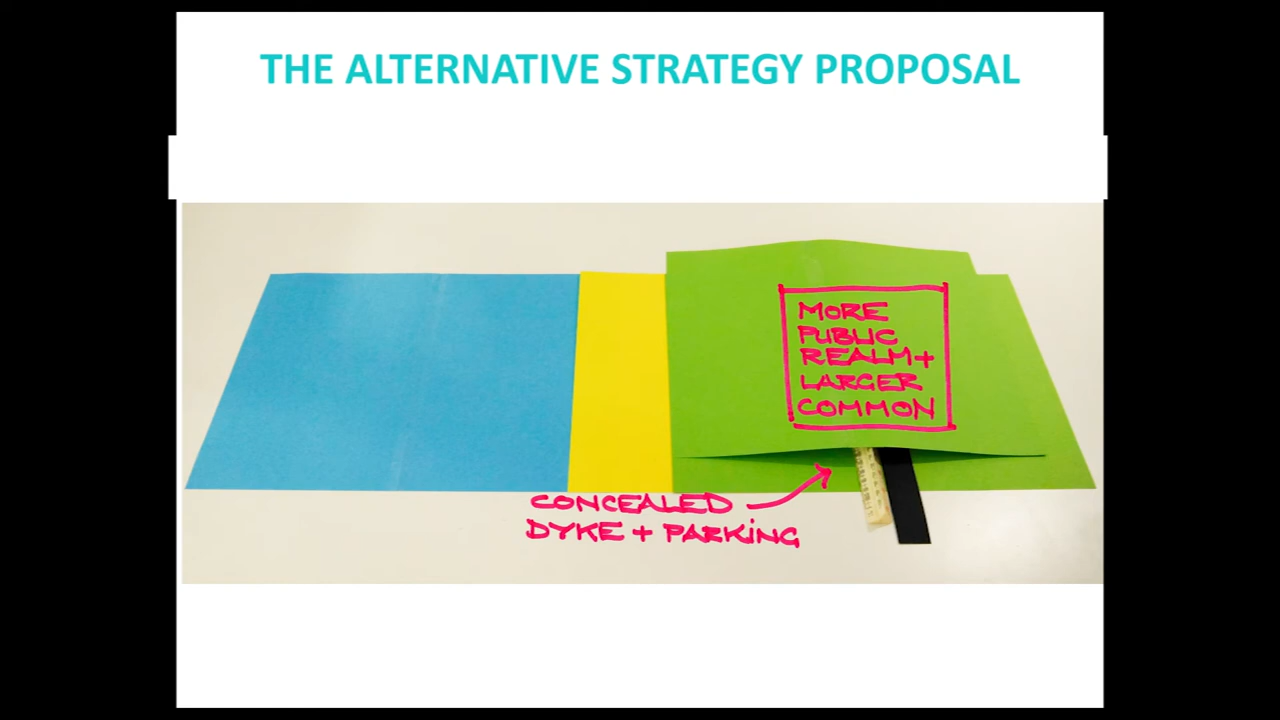 THE ALTERNATIVE STRATEGY PROPOSAL
MORE
PUBLIC
REALM +
LARGER
COMMON
CONCEALED
DYKE + PARKING